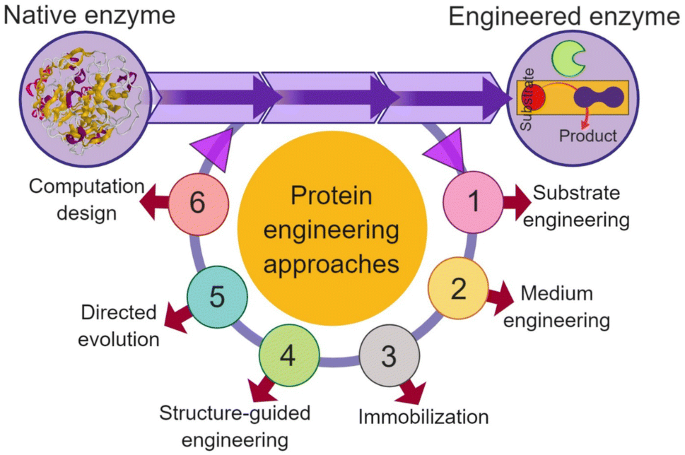 Native enzyme
Engineered enzyme
Substrate
Product
Protein
engineering
approaches
1
Substrate
engineering
2
Medium
engineering
3
Immobilization
4
Structure-guided
engineering
5
Directed
evolution
6
Computation
design